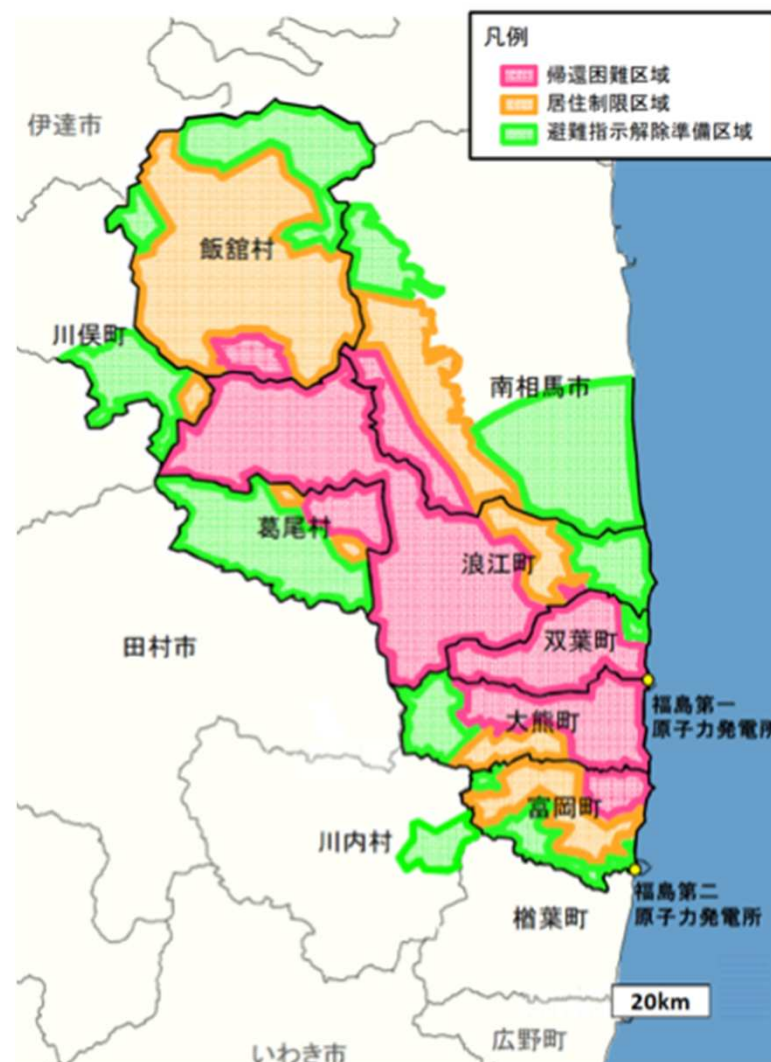 凡例
帰還困難区域
居住制限区域
避難指示解除準備区域
伊達市
飯舘村
川俣町
南相馬市
葛尾村
浪江町
田村市
双葉町
福島第一
原子力発電所
大熊町
富岡町
川内村
福島第二
原子力発電所
楢葉町
20km
広野町
いわき市